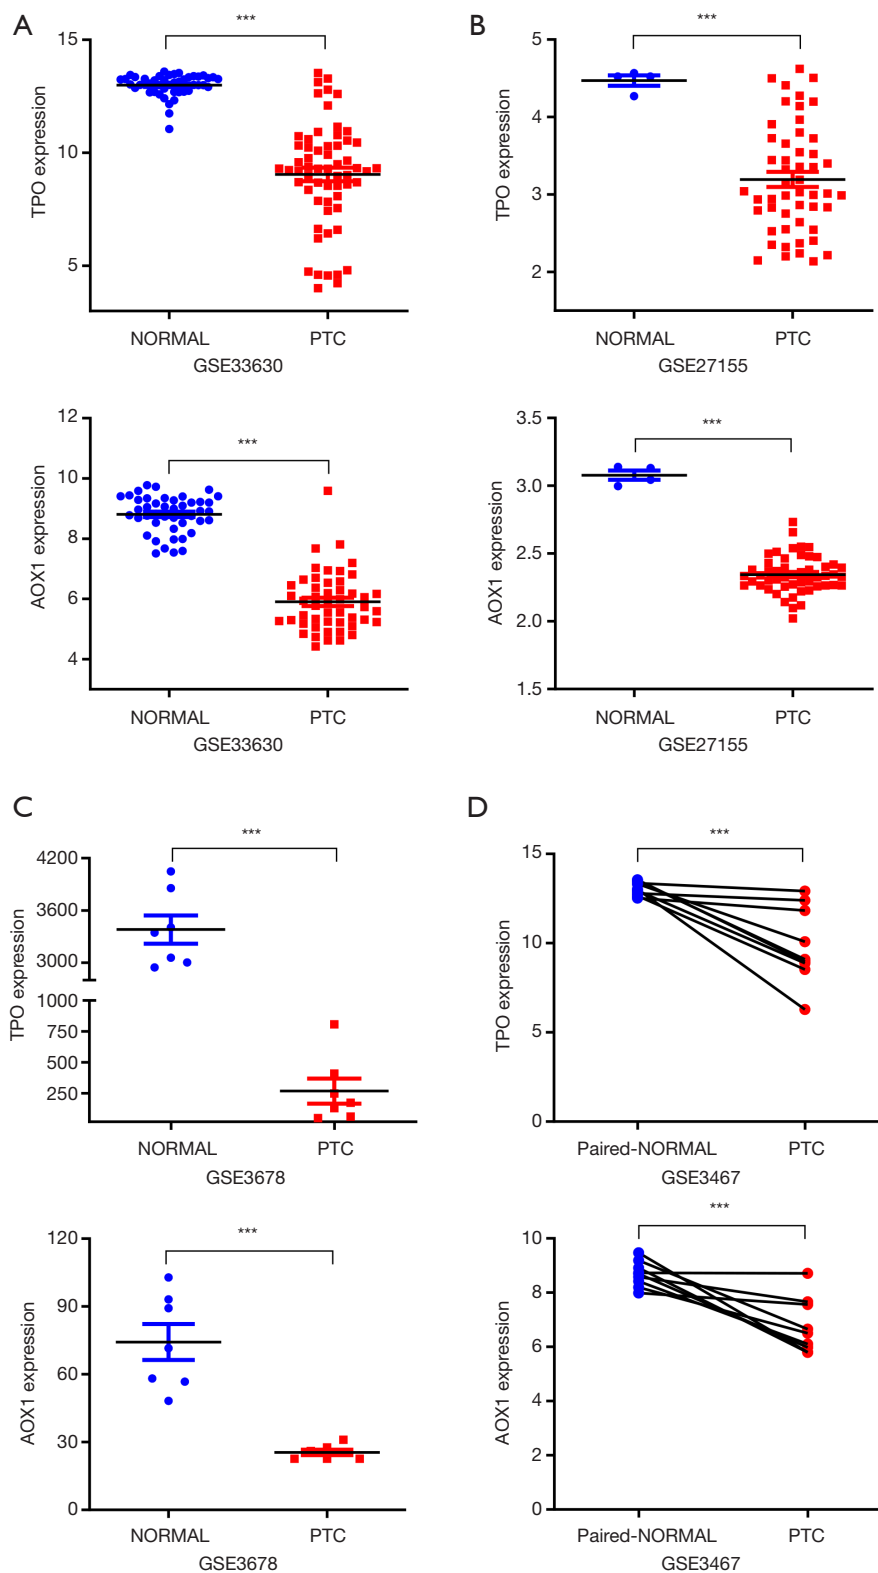 A
***
15
10
5
TPO expression
NORMAL PTC
GSE33630
B
***
5
4
3
2
TPO expression
NORMAL PTC
GSE27155
***
12
10
8
6
4
AOX1 expression
NORMAL PTC
GSE33630
***
3.5
3.0
2.5
2.0
1.5
AOX1 expression
NORMAL PTC
GSE27155
C
***
4200
3600
3000
1000
750
500
250
TPO expression
NORMAL PTC
GSE3678
D
***
15
10
5
0
TPO expression
Paired-NORMAL PTC
GSE3467
***
120
90
60
30
0
AOX1 expression
NORMAL PTC
GSE3678
***
10
8
6
4
2
0
AOX1 expression
Paired-NORMAL PTC
GSE3467